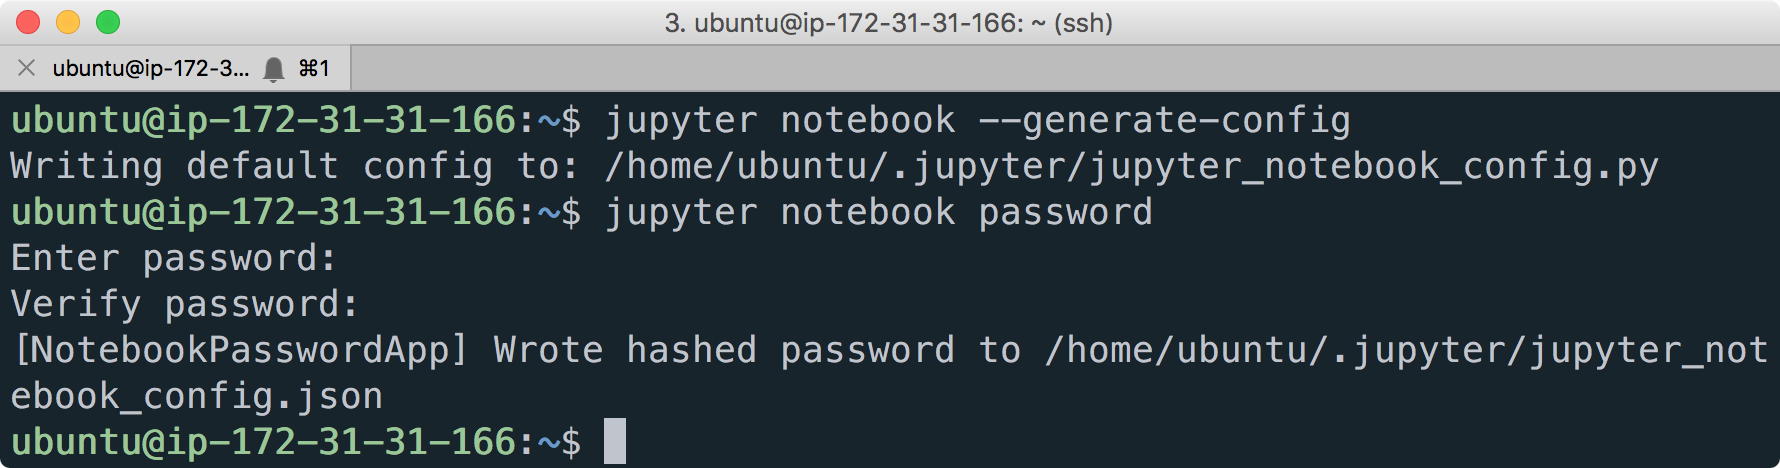 3. ubuntu@ip-172-31-31-166: ~ (ssh)
ubuntu@ip-172-3... ⌘1
ubuntu@ip-172-31-31-166:~$ jupyter notebook --generate-config
Writing default config to: /home/ubuntu/.jupyter/jupyter_notebook_config.py
ubuntu@ip-172-31-31-166:~$ jupyter notebook password
Enter password:
Verify password:
[NotebookPasswordApp] Wrote hashed password to /home/ubuntu/.jupyter/jupyter_not
ebook_config.json
ubuntu@ip-172-31-31-166:~$